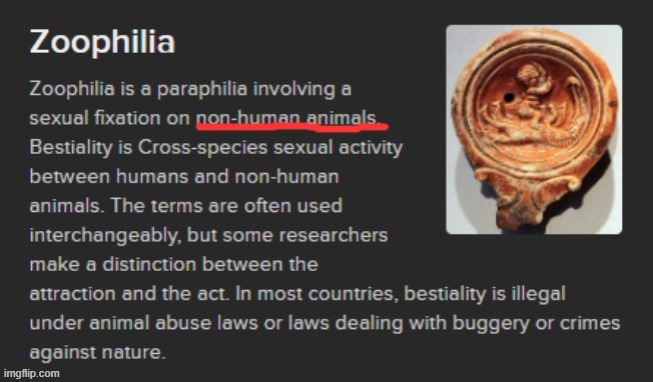 Zoophilia
Zoophilia is a paraphilia involving a
sexual fixation on non-human animals.
Bestiality is Cross-species sexual activity
between humans and non-human
animals. The terms are often used
interchangeably, but some researchers
make a distinction between the
attraction and the act. In most countries, bestiality is illegal
under animal abuse laws or laws dealing with buggery or crimes
against nature.
imgflip.com